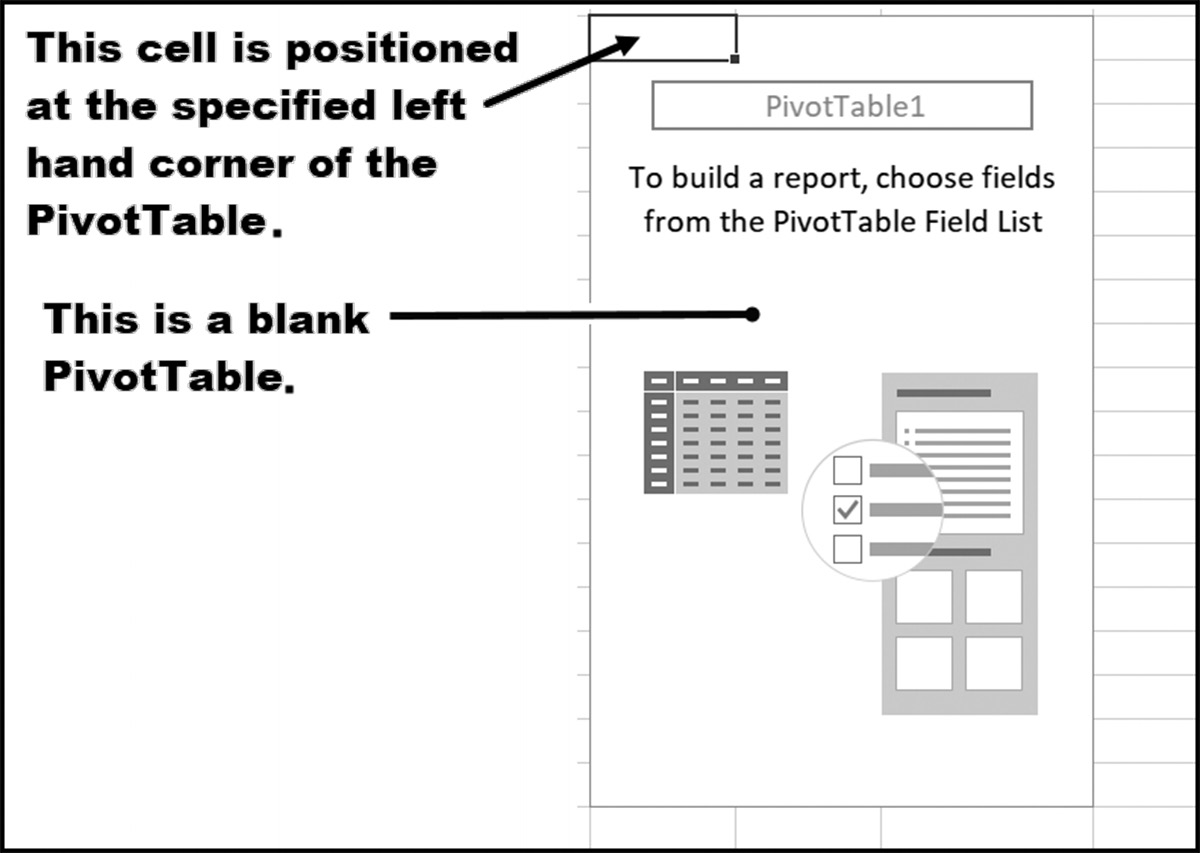 This cell is positioned
at the specified left
hand corner of the
PivotTable.
This is a blank
PivotTable.
PivotTable1
To build a report, choose fields
from the PivotTable Field List